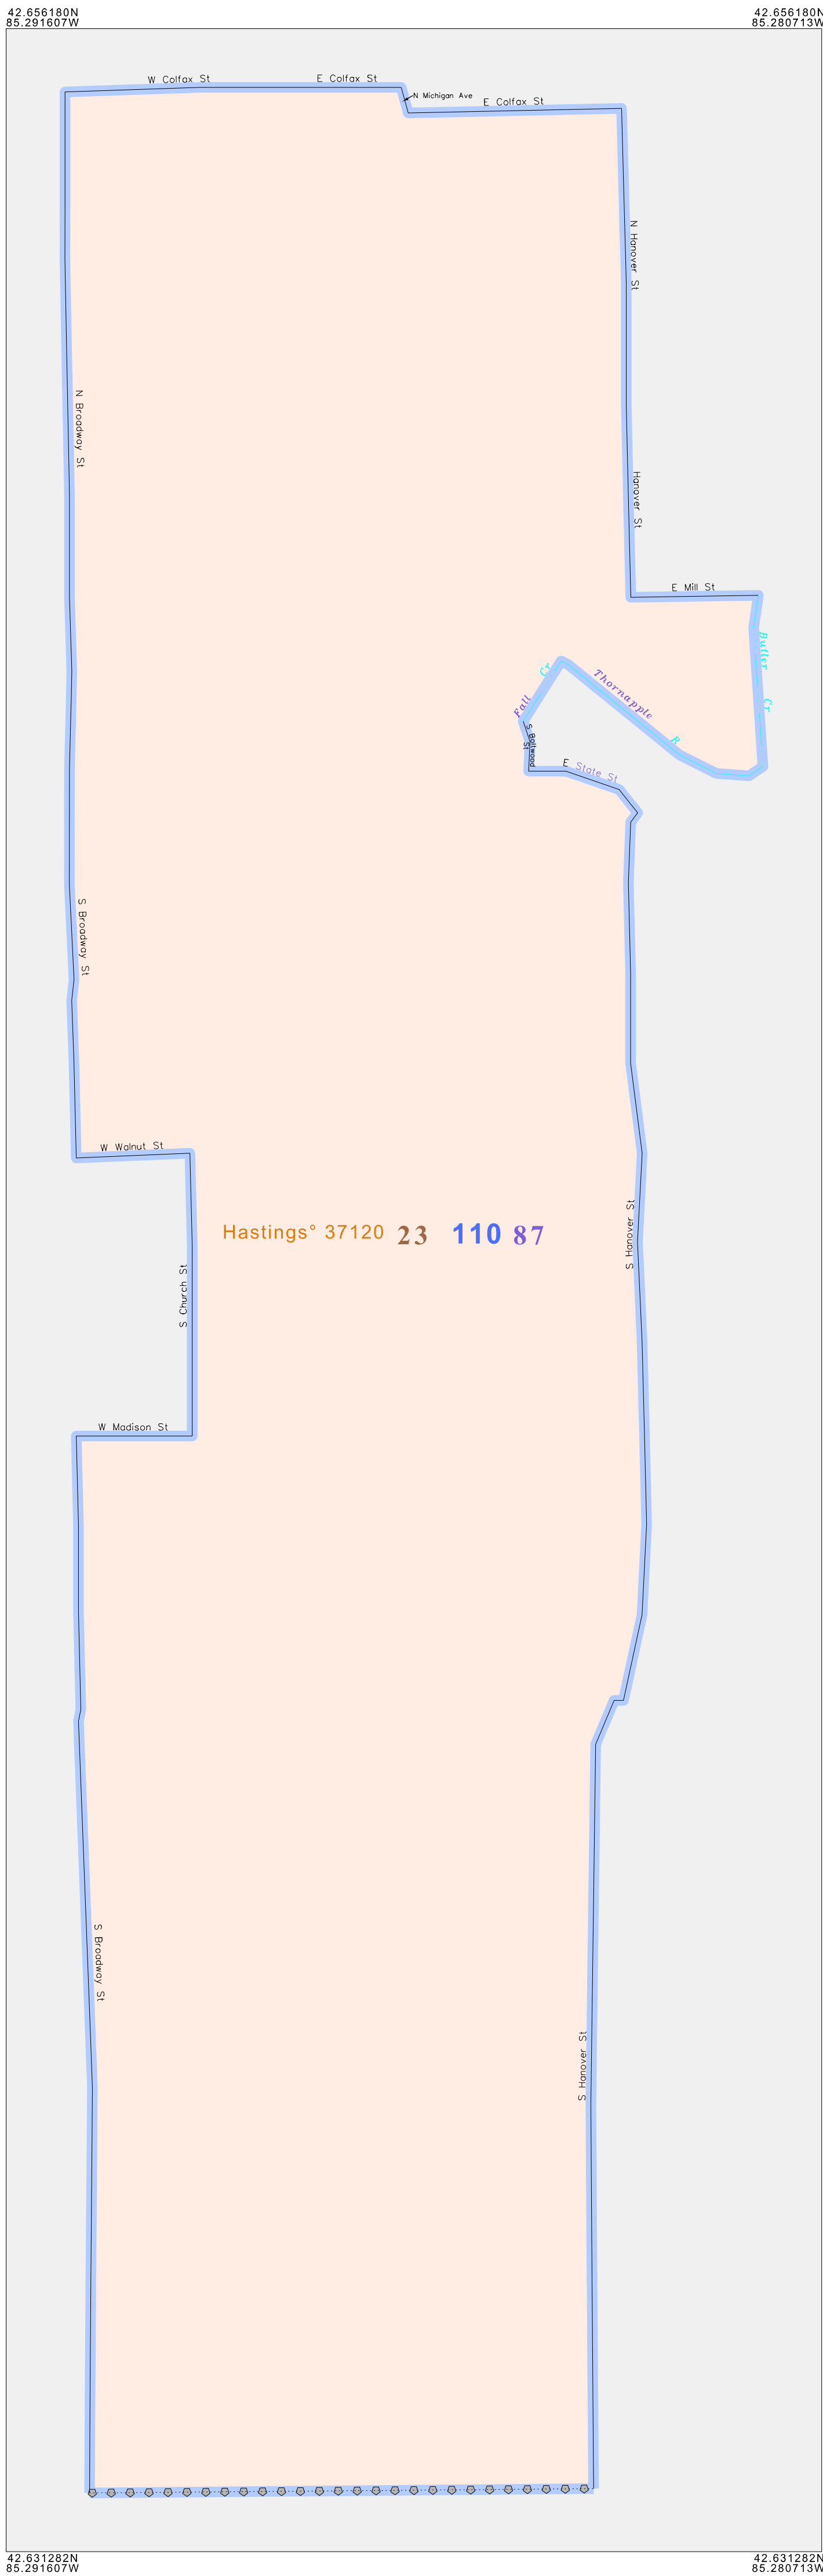 42.656180N
85.291607W
42.656180N
85.280713W
W Colfax St
E Colfax St
N Michigan Ave
E Colfax St
N Hanover St
N Broadway St
Hanover St
E Mill St
Butler Cr
Fall Cr
Thornapple R
S Boltwood St
E State St
S Broadway St
W Walnut St
S Church St
S Hanover St
Hastings° 37120 23 110 87
W Madison St
S Broadway St
S Hanover St
42.631282N
85.291607W
42.631282N
85.280713W